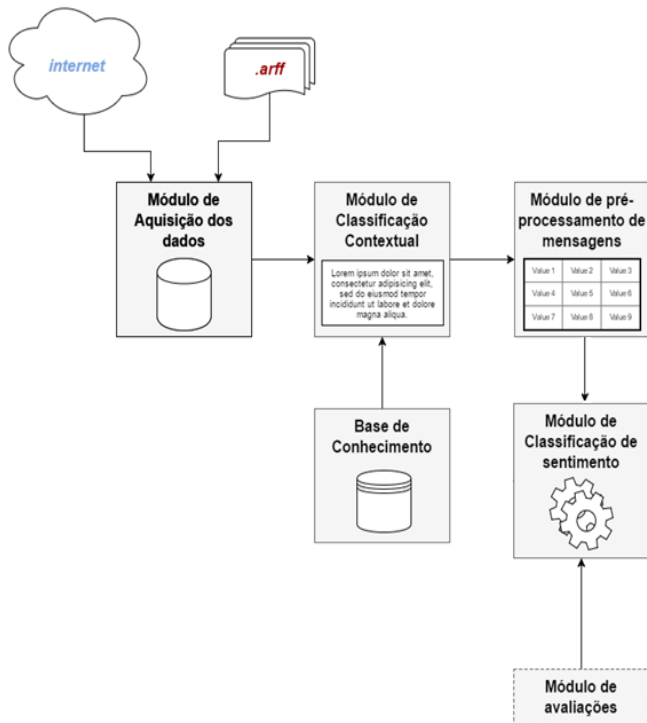 internet
.arff
Módulo de
Aquisição dos
dados
Módulo de
Classificação
Contextual
Lorem ipsum dolor sit amet,
consectetur adipisicing elit,
sed do eiusmod tempor
incididunt ut labore et dolore
magna aliqua.
Módulo de pré-
processamento de
mensagens
Value 1 Value 2 Value 3
Value 4 Value 5 Value 6
Value 7 Value 8 Value 9
Base de
Conhecimento
Módulo de
Classificação de
sentimento
Módulo de
avaliações